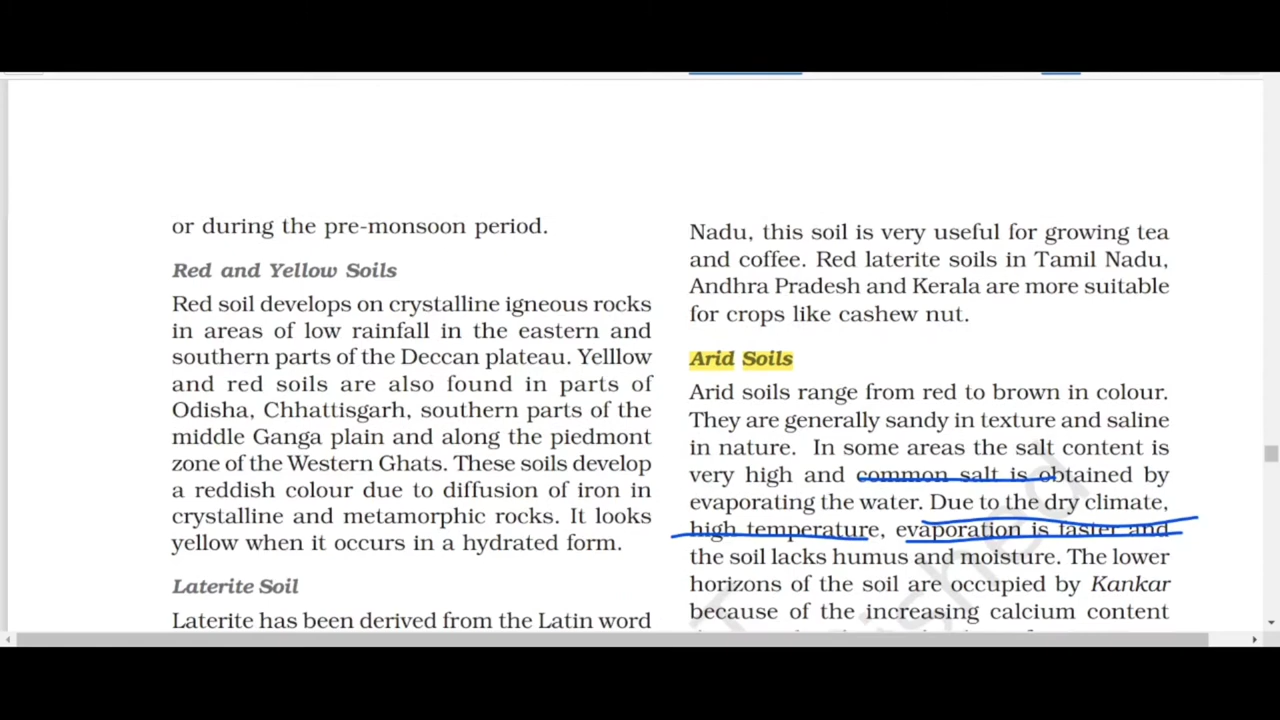 or during the pre-monsoon period.
Red and Yellow Soils
Red soil develops on crystalline igneous rocks
in areas of low rainfall in the eastern and
southern parts of the Deccan plateau. Yelllow
and red soils are also found in parts of
Odisha, Chhattisgarh, southern parts of the
middle Ganga plain and along the piedmont
zone of the Western Ghats. These soils develop
a reddish colour due to diffusion of iron in
crystalline and metamorphic rocks. It looks
yellow when it occurs in a hydrated form.
Laterite Soil
Laterite has been derived from the Latin word
Nadu, this soil is very useful for growing tea
and coffee. Red laterite soils in Tamil Nadu,
Andhra Pradesh and Kerala are more suitable
for crops like cashew nut.
Arid Soils
Arid soils range from red to brown in colour.
They are generally sandy in texture and saline
in nature. In some areas the salt content is
very high and common salt is obtained by
evaporating the water. Due to the dry climate,
high temperature, evaporation is faster and
the soil lacks humus and moisture. The lower
horizons of the soil are occupied by Kankar
because of the increasing calcium content